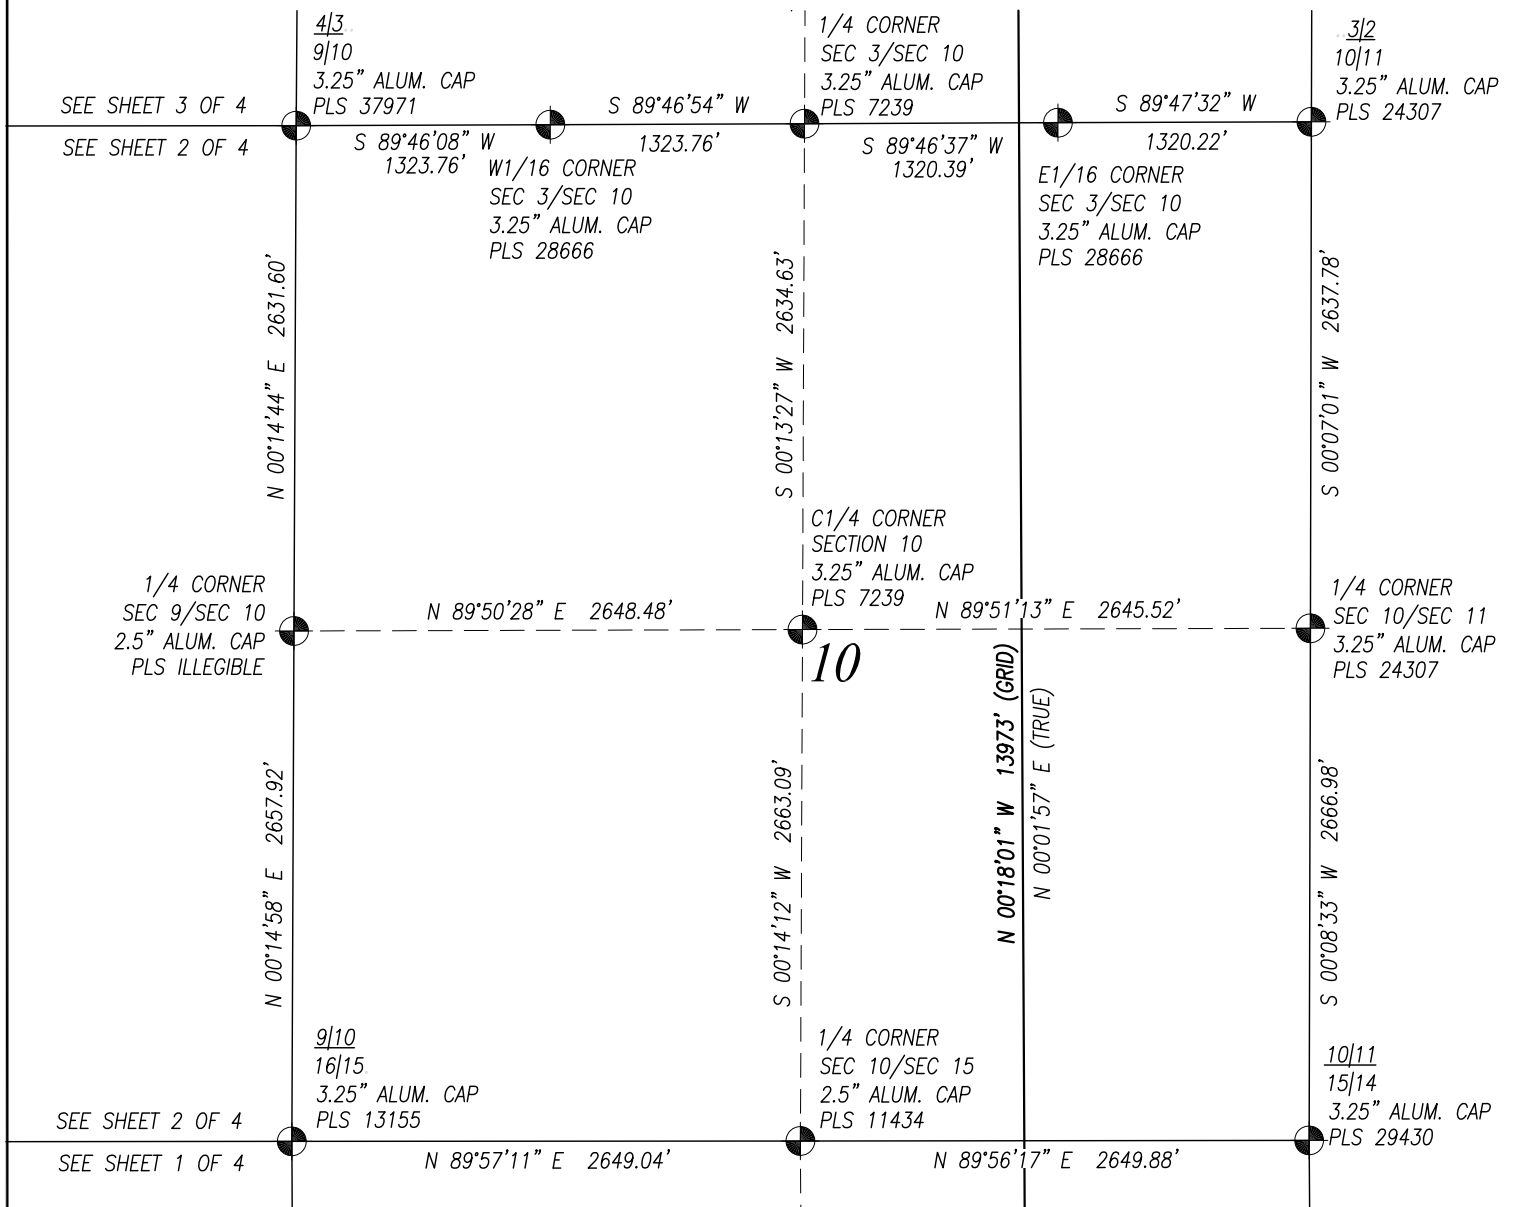 4|3
9|10
3.25" ALUM. CAP
PLS 37971
1/4 CORNER
SEC 3/SEC 10
3.25" ALUM. CAP
PLS 7239
3|2
10|11
3.25" ALUM. CAP
PLS 24307
SEE SHEET 3 OF 4
SEE SHEET 2 OF 4
S 89°46'08" W
1323.76'
S 89°46'54" W
1323.76'
S 89°46'37" W
1320.39'
S 89°47'32" W
1320.22'
W1/16 CORNER
SEC 3/SEC 10
3.25" ALUM. CAP
PLS 28666
E1/16 CORNER
SEC 3/SEC 10
3.25" ALUM. CAP
PLS 28666
N 00°14'44" E 2631.60'
S 00°13'27" W 2634.63'
S 00°07'01" W 2637.78'
1/4 CORNER
SEC 9/SEC 10
2.5" ALUM. CAP
PLS ILLEGIBLE
N 89°50'28" E 2648.48'
C1/4 CORNER
SECTION 10
3.25" ALUM. CAP
PLS 7239
10
N 89°51'13" E 2645.52'
1/4 CORNER
SEC 10/SEC 11
3.25" ALUM. CAP
PLS 24307
N 00°14'58" E 2657.92'
S 00°14'12" W 2663.09'
N 00°18'01" W 13973' (GRID)
N 00°01'57" E (TRUE)
S 00°08'33" W 2666.98'
9|10
16|15
3.25" ALUM. CAP
PLS 13155
1/4 CORNER
SEC 10/SEC 15
2.5" ALUM. CAP
PLS 11434
10|11
15|14
3.25" ALUM. CAP
PLS 29430
SEE SHEET 2 OF 4
SEE SHEET 1 OF 4
N 89°57'11" E 2649.04'
N 89°56'17" E 2649.88'